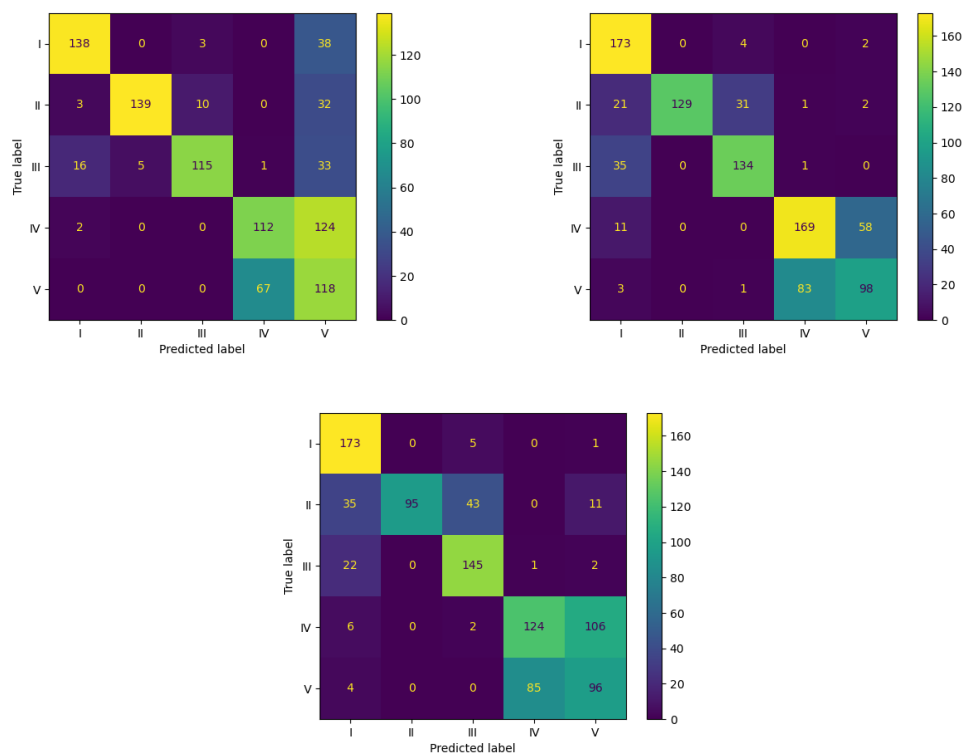 I 138 0 3 0 38
II 3 139 10 0 32
III 16 5 115 1 33
IV 2 0 0 112 124
V 0 0 0 67 118
I II III IV V
Predicted label
True label
120
100
80
60
40
20
0
I 173 0 4 0 2
II 21 129 31 1 2
III 35 0 134 1 0
IV 11 0 0 169 58
V 3 0 1 83 98
I II III IV V
Predicted label
True label
160
140
120
100
80
60
40
20
0
I 173 0 5 0 1
II 35 95 43 0 11
III 22 0 145 1 2
IV 6 0 2 124 106
V 4 0 0 85 96
I II III IV V
Predicted label
True label
160
140
120
100
80
60
40
20
0